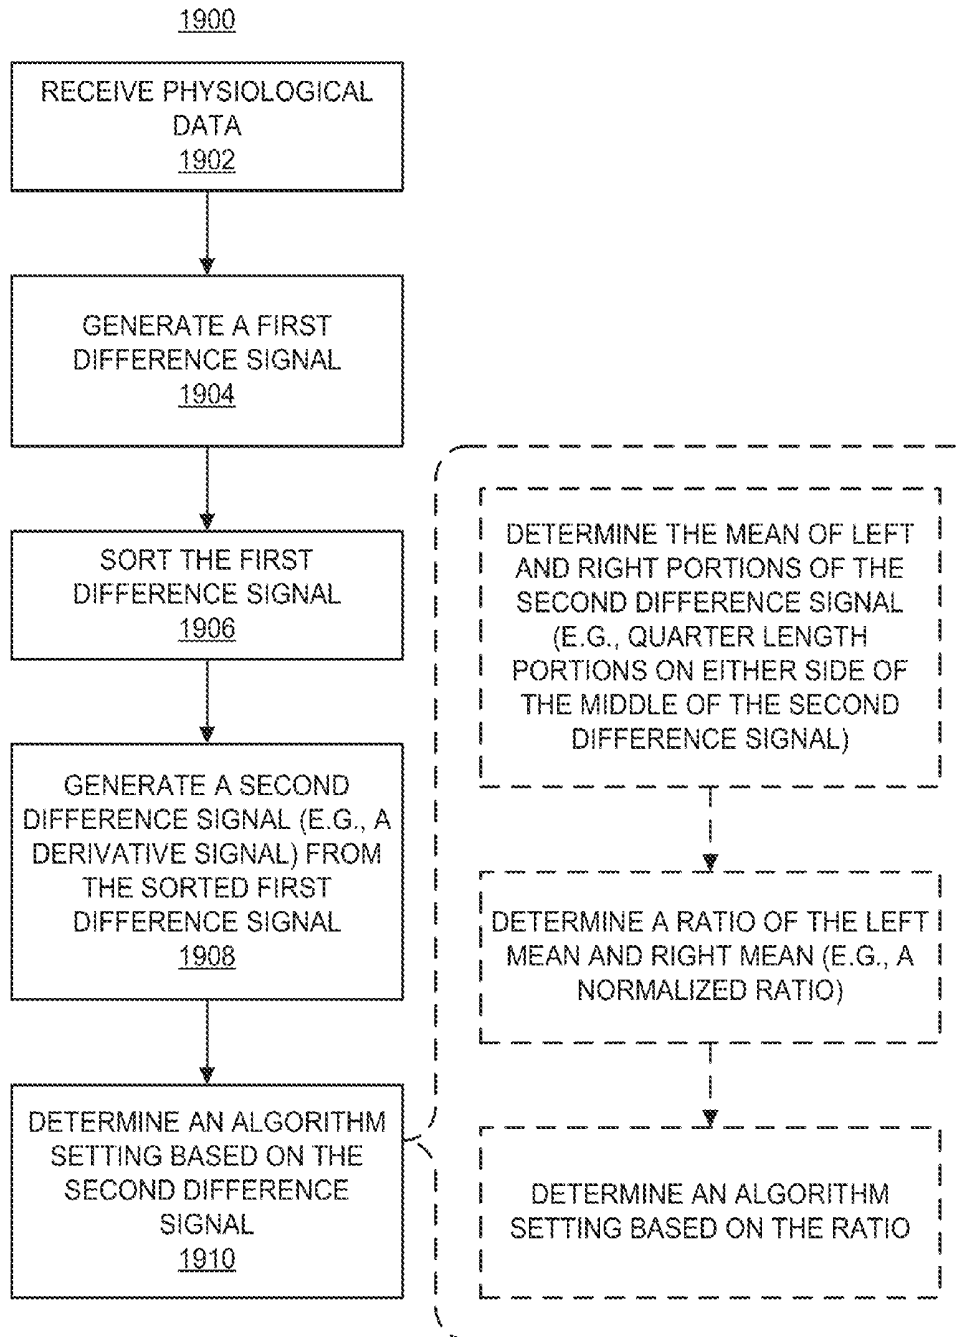 1900
RECEIVE PHYSIOLOGICAL
DATA
1902
GENERATE A FIRST
DIFFERENCE SIGNAL
1904
SORT THE FIRST
DIFFERENCE SIGNAL
1906
GENERATE A SECOND
DIFFERENCE SIGNAL (E.G., A
DERIVATIVE SIGNAL) FROM
THE SORTED FIRST
DIFFERENCE SIGNAL
1908
DETERMINE AN ALGORITHM
SETTING BASED ON THE
SECOND DIFFERENCE
SIGNAL
1910
DETERMINE THE MEAN OF LEFT
AND RIGHT PORTIONS OF THE
SECOND DIFFERENCE SIGNAL
(E.G., QUARTER LENGTH
PORTIONS ON EITHER SIDE OF
THE MIDDLE OF THE SECOND
DIFFERENCE SIGNAL)
DETERMINE A RATIO OF THE LEFT
MEAN AND RIGHT MEAN (E.G., A
NORMALIZED RATIO)
DETERMINE AN ALGORITHM
SETTING BASED ON THE RATIO